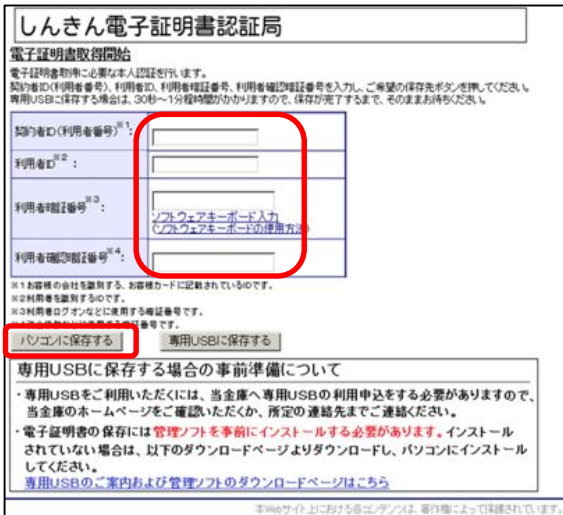 しんきん電子証明書認証局
電子証明書取得開始
電子証明書取得に必要な本人認証を行います。
契約者ID(利用者番号)、利用者ID、利用者暗証番号、利用者確認暗証番号を入力し、ご希望の保存先ボタンを押してください。
専用USBに保存する場合は、30秒～1分程時間がかかりますので、保存が完了するまで、そのままお待ちください。
契約者ID(利用者番号)※1:
利用者ID※2:
利用者暗証番号※3:
ソフトウェアキーボード入力
(ソフトウェアキーボードの使用方法)
利用者確認暗証番号※4:
※1お客様の会社を識別する、お客様カードに記載されているIDです。
※2利用者を識別するIDです。
※3利用者ログオンなどに使用する暗証番号です。
証番号です。
パソコンに保存する
専用USBに保存する
専用USBに保存する場合の事前準備について
・専用USBをご利用いただくには、当金庫へ専用USBの利用申込をする必要がありますので、
当金庫のホームページをご確認いただくか、所定の連絡先までご連絡ください。
・電子証明書の保存には管理ソフトを事前にインストールする必要があります。インストール
されていない場合は、以下のダウンロードページよりダウンロードし、パソコンにインストール
してください。
専用USBのご案内および管理ソフトのダウンロードページはこちら
本Webサイト上における各コンテンツは、著作権によって保護されています。